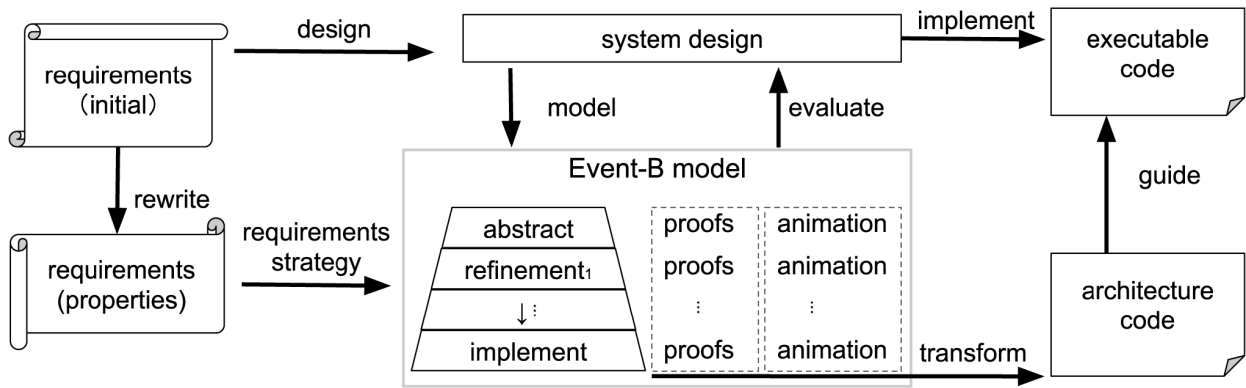 design
implement
system design
requirements
(initial)
executable
code
model
evaluate
Event-B model
rewrite
guide
requirements
strategy
abstract
proofs
animation
requirements
(properties)
refinement₁
proofs
animation
architecture
code
↓⋮
⋮
⋮
implement
proofs
animation
transform